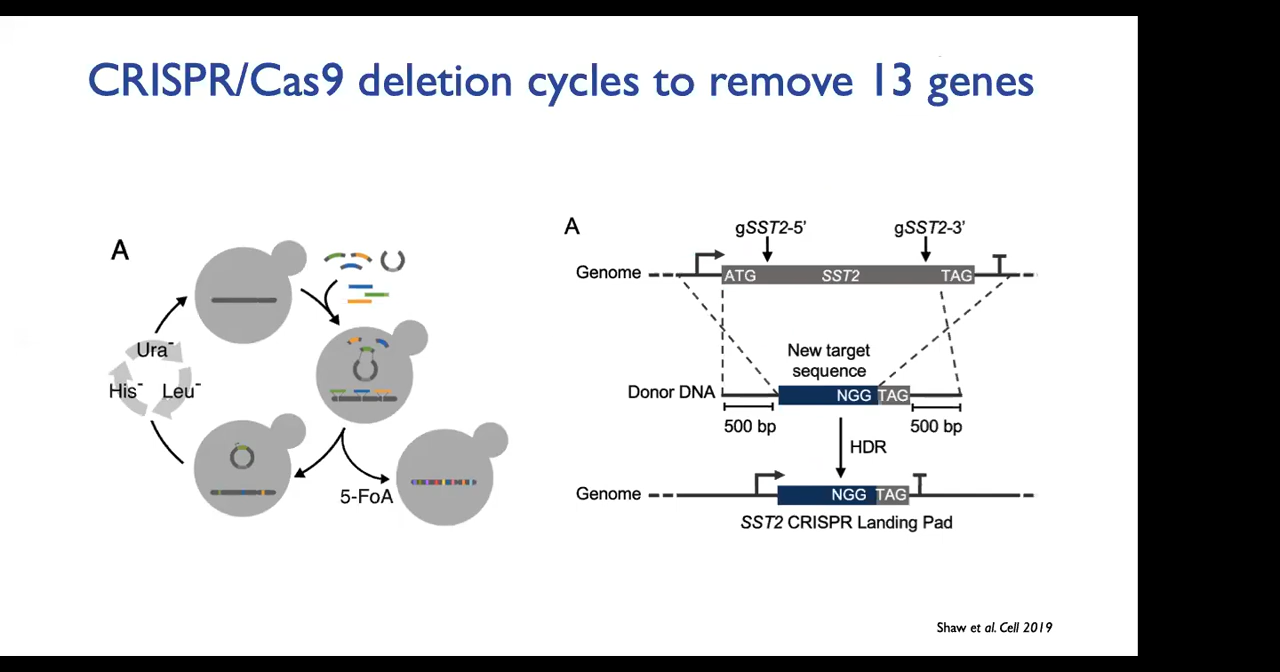 CRISPR/Cas9 deletion cycles to remove 13 genes
A
Ura⁻
His⁻ Leu⁻
5-FoA
A
gSST2-5’ gSST2-3’
Genome ATG SST2 TAG
New target
sequence
Donor DNA NGG TAG
500 bp 500 bp
HDR
Genome NGG TAG
SST2 CRISPR Landing Pad
Shaw et al. Cell 2019